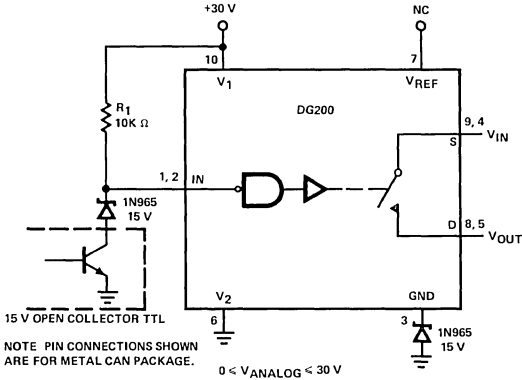 +30 V
NC
10
7
V1
VREF
R1
10K Ω
DG200
9, 4
VIN
S
1, 2
IN
1N965
15 V
D
8, 5
VOUT
V2
GND
15 V OPEN COLLECTOR TTL
6
3
1N965
15 V
NOTE PIN CONNECTIONS SHOWN
ARE FOR METAL CAN PACKAGE.
0 ≤ VANALOG ≤ 30 V